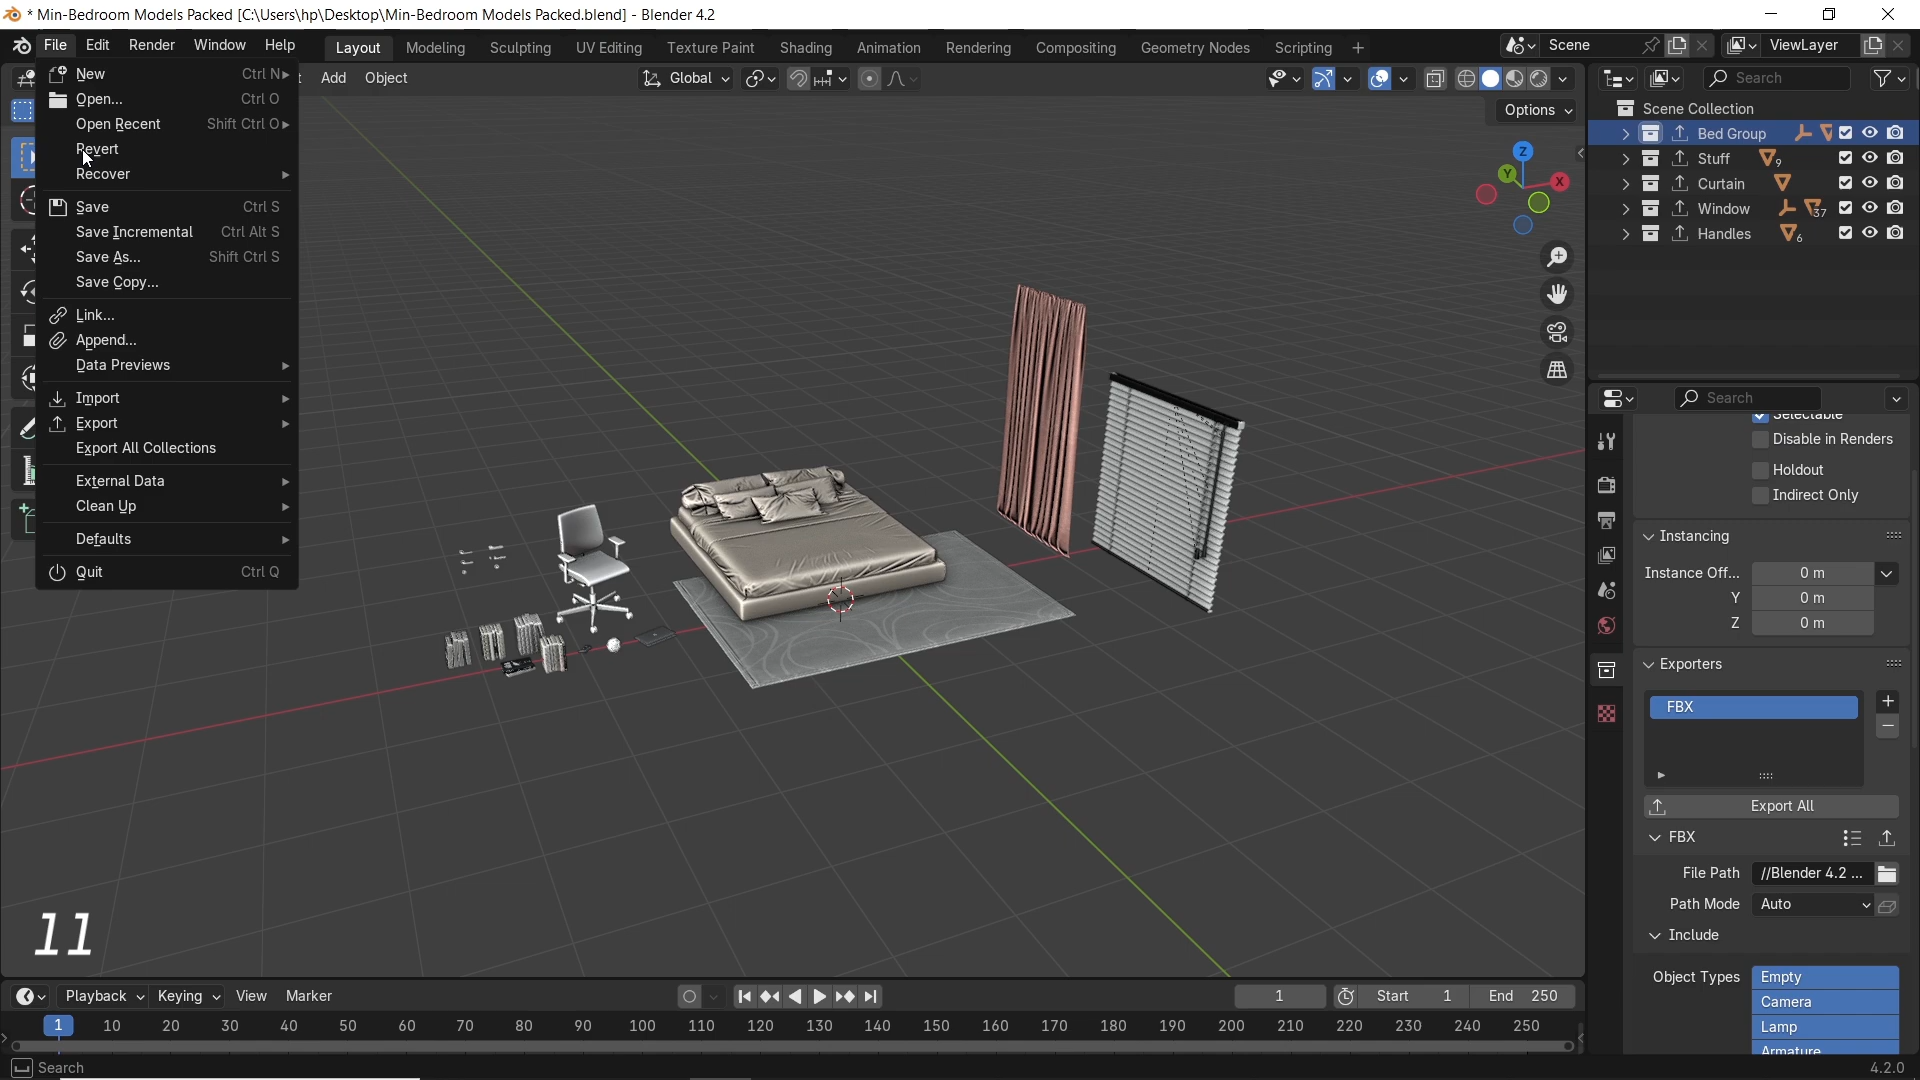 * Min-Bedroom Models Packed [C:\Users\hp\Desktop\Min-Bedroom Models Packed.blend] - Blender 4.2
File Edit Render Window Help
Layout Modeling Sculpting UV Editing Texture Paint Shading Animation Rendering Compositing Geometry Nodes Scripting +
Scene
ViewLayer
New Ctrl N
Open... Ctrl O
Open Recent Shift Ctrl O
Revert
Recover
Save Ctrl S
Save Incremental Ctrl Alt S
Save As... Shift Ctrl S
Save Copy...
Link...
Append...
Data Previews
Import
Export
Export All Collections
External Data
Clean Up
Defaults
Quit Ctrl Q
Add Object
Global
Options
Z
Y
X
11
Search
Scene Collection
Bed Group
Stuff 9
Curtain
Window 37
Handles 6
Search
Selectable
Disable in Renders
Holdout
Indirect Only
Instancing
Instance Off... 0 m
Y 0 m
Z 0 m
Exporters
FBX
Export All
FBX
File Path //Blender 4.2 ...
Path Mode Auto
Include
Object Types Empty
Camera
Lamp
Armature
Playback Keying View Marker
1 Start 1 End 250
1 10 20 30 40 50 60 70 80 90 100 110 120 130 140 150 160 170 180 190 200 210 220 230 240 250
Search
4.2.0